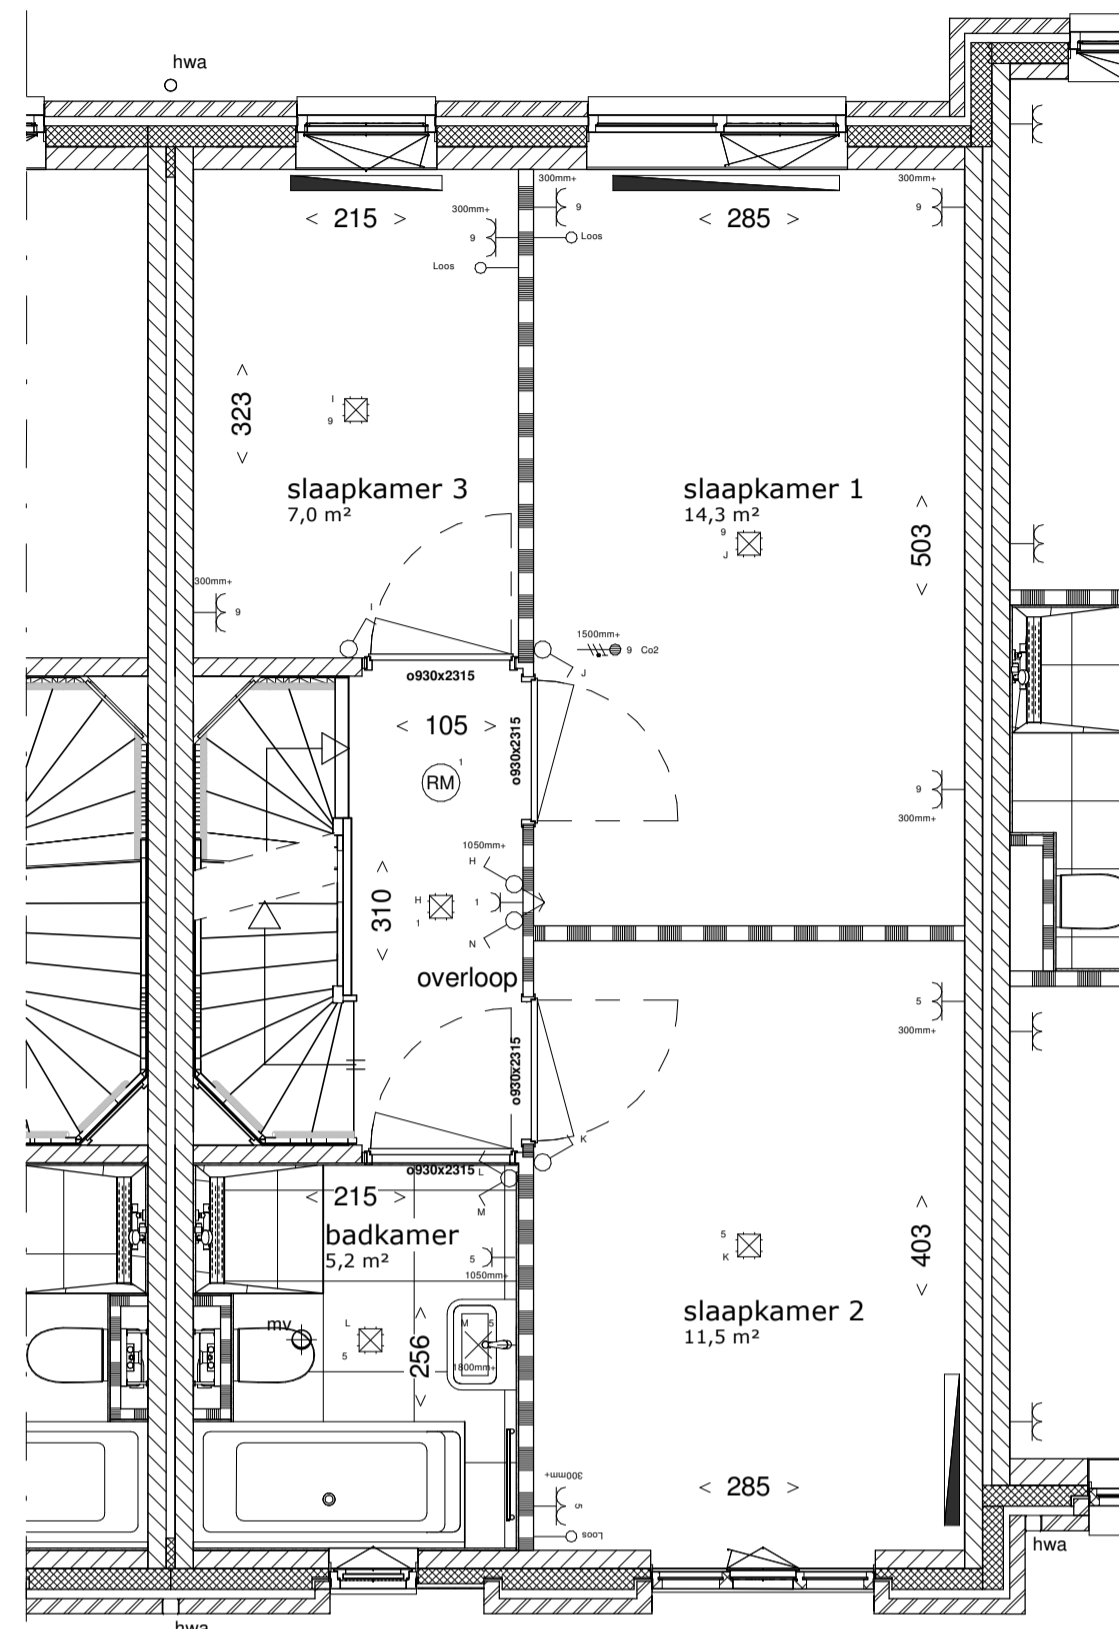 hwa
< 215 >
300mm+
9
Loos
300mm+
9
Loos
< 285 >
300mm+
9
< 323 >
I
9
slaapkamer 3
7,0 m²
slaapkamer 1
14,3 m²
9
J
< 503 >
300mm+
9
I
1500mm+
9 Co2
J
o930x2315
< 105 >
o930x2315
RM
1
9
300mm+
1050mm+
H
< 310 >
H
1
1
N
overloop
5
300mm+
o930x2315
K
o930x2315
L
M
< 215 >
badkamer
5,2 m²
5
1050mm+
5
K
< 403 >
slaapkamer 2
11,5 m²
mv
L
5
< 256 >
M 5
1800mm+
300mm+
5
Loos
< 285 >
hwa
hwa